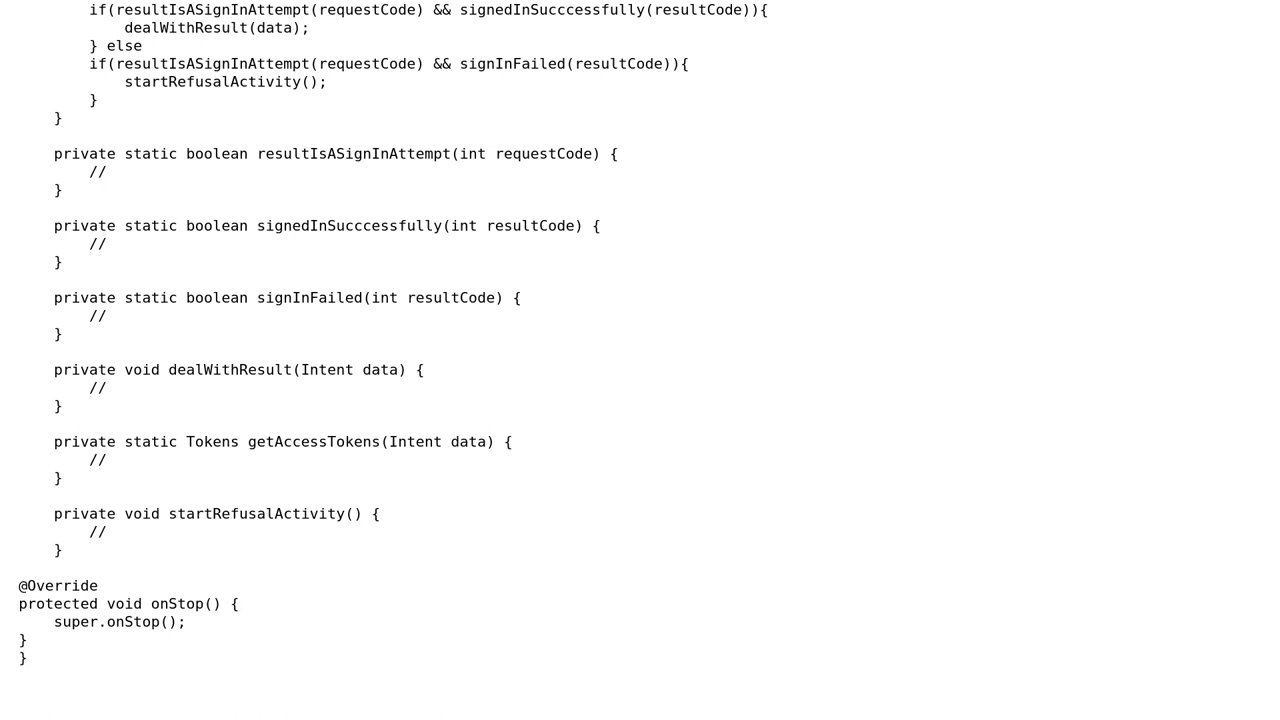 if(resultIsASignInAttempt(requestCode) && signedInSucccessfully(resultCode)){
            dealWithResult(data);
        } else
        if(resultIsASignInAttempt(requestCode) && signInFailed(resultCode)){
            startRefusalActivity();
        }
    }

    private static boolean resultIsASignInAttempt(int requestCode) {
        //
    }

    private static boolean signedInSucccessfully(int resultCode) {
        //
    }

    private static boolean signInFailed(int resultCode) {
        //
    }

    private void dealWithResult(Intent data) {
        //
    }

    private static Tokens getAccessTokens(Intent data) {
        //
    }

    private void startRefusalActivity() {
        //
    }

@Override
protected void onStop() {
    super.onStop();
}
}